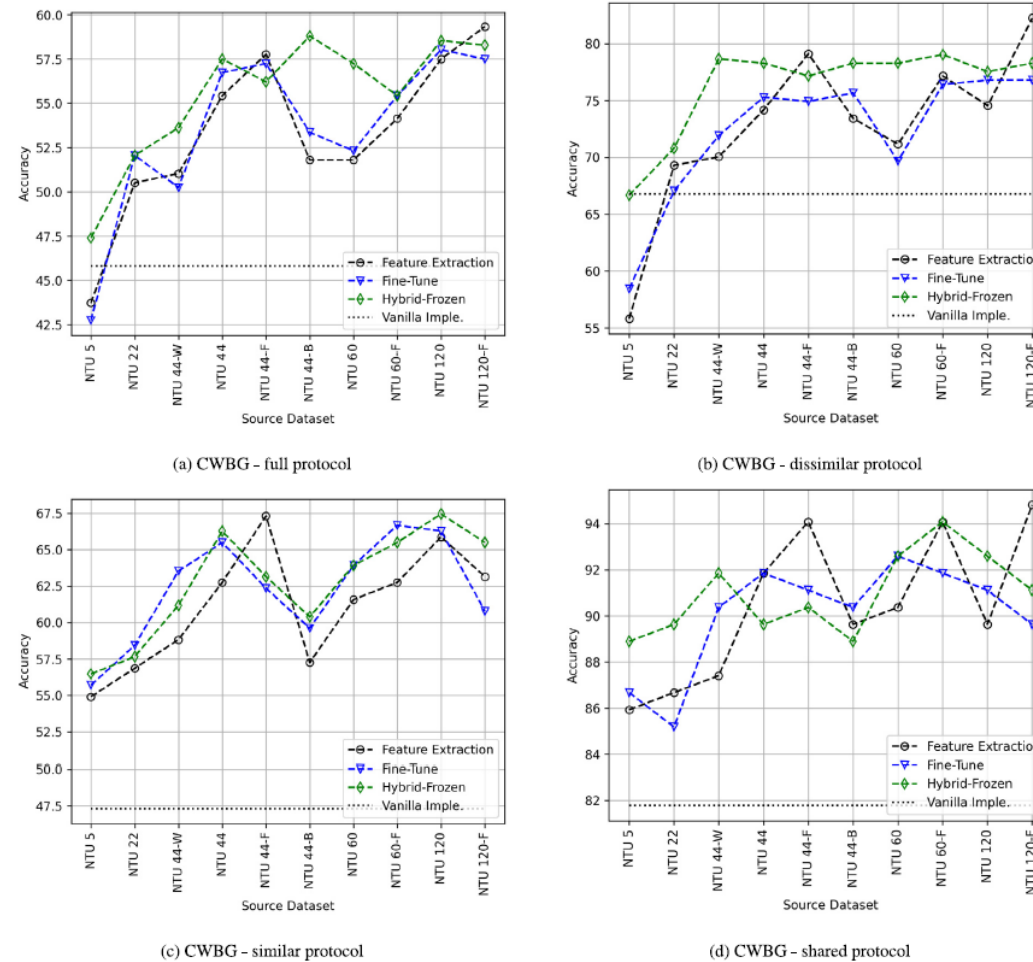 60.0
57.5
55.0
52.5
50.0
47.5
45.0
42.5
Accuracy
Feature Extraction
Fine-Tune
Hybrid-Frozen
Vanilla Imple.
NTU 5
NTU 22
NTU 44-W
NTU 44
NTU 44-F
NTU 44-B
NTU 60
NTU 60-F
NTU 120
NTU 120-F
Source Dataset
(a) CWBG - full protocol
80
75
70
65
60
55
Accuracy
Feature Extraction
Fine-Tune
Hybrid-Frozen
Vanilla Imple.
NTU 5
NTU 22
NTU 44-W
NTU 44
NTU 44-F
NTU 44-B
NTU 60
NTU 60-F
NTU 120
NTU 120-F
Source Dataset
(b) CWBG - dissimilar protocol
67.5
65.0
62.5
60.0
57.5
55.0
52.5
50.0
47.5
Accuracy
Feature Extraction
Fine-Tune
Hybrid-Frozen
Vanilla Imple.
NTU 5
NTU 22
NTU 44-W
NTU 44
NTU 44-F
NTU 44-B
NTU 60
NTU 60-F
NTU 120
NTU 120-F
Source Dataset
(c) CWBG - similar protocol
94
92
90
88
86
84
82
Accuracy
Feature Extractio
Fine-Tune
Hybrid-Frozen
Vanilla Imple.
NTU 5
NTU 22
NTU 44-W
NTU 44
NTU 44-F
NTU 44-B
NTU 60
NTU 60-F
NTU 120
NTU 120-F
Source Dataset
(d) CWBG - shared protocol